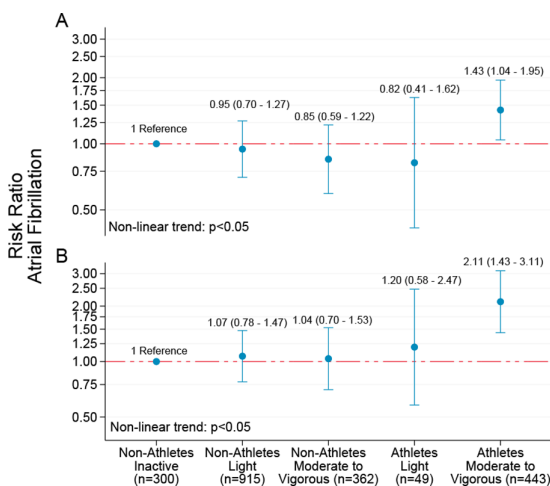 A
3.00
2.50
2.00
1.75
1.50
1.25
1.00
0.75
0.50
1 Reference
0.95 (0.70 - 1.27)
0.85 (0.59 - 1.22)
0.82 (0.41 - 1.62)
1.43 (1.04 - 1.95)
Non-linear trend: p<0.05
Risk Ratio
Atrial Fibrillation
B
3.00
2.50
2.00
1.75
1.50
1.25
1.00
0.75
0.50
1 Reference
1.07 (0.78 - 1.47)
1.04 (0.70 - 1.53)
1.20 (0.58 - 2.47)
2.11 (1.43 - 3.11)
Non-linear trend: p<0.05
Non-Athletes
Inactive
(n=300)
Non-Athletes
Light
(n=915)
Non-Athletes
Moderate to
Vigorous (n=362)
Athletes
Light
(n=49)
Athletes
Moderate to
Vigorous (n=443)